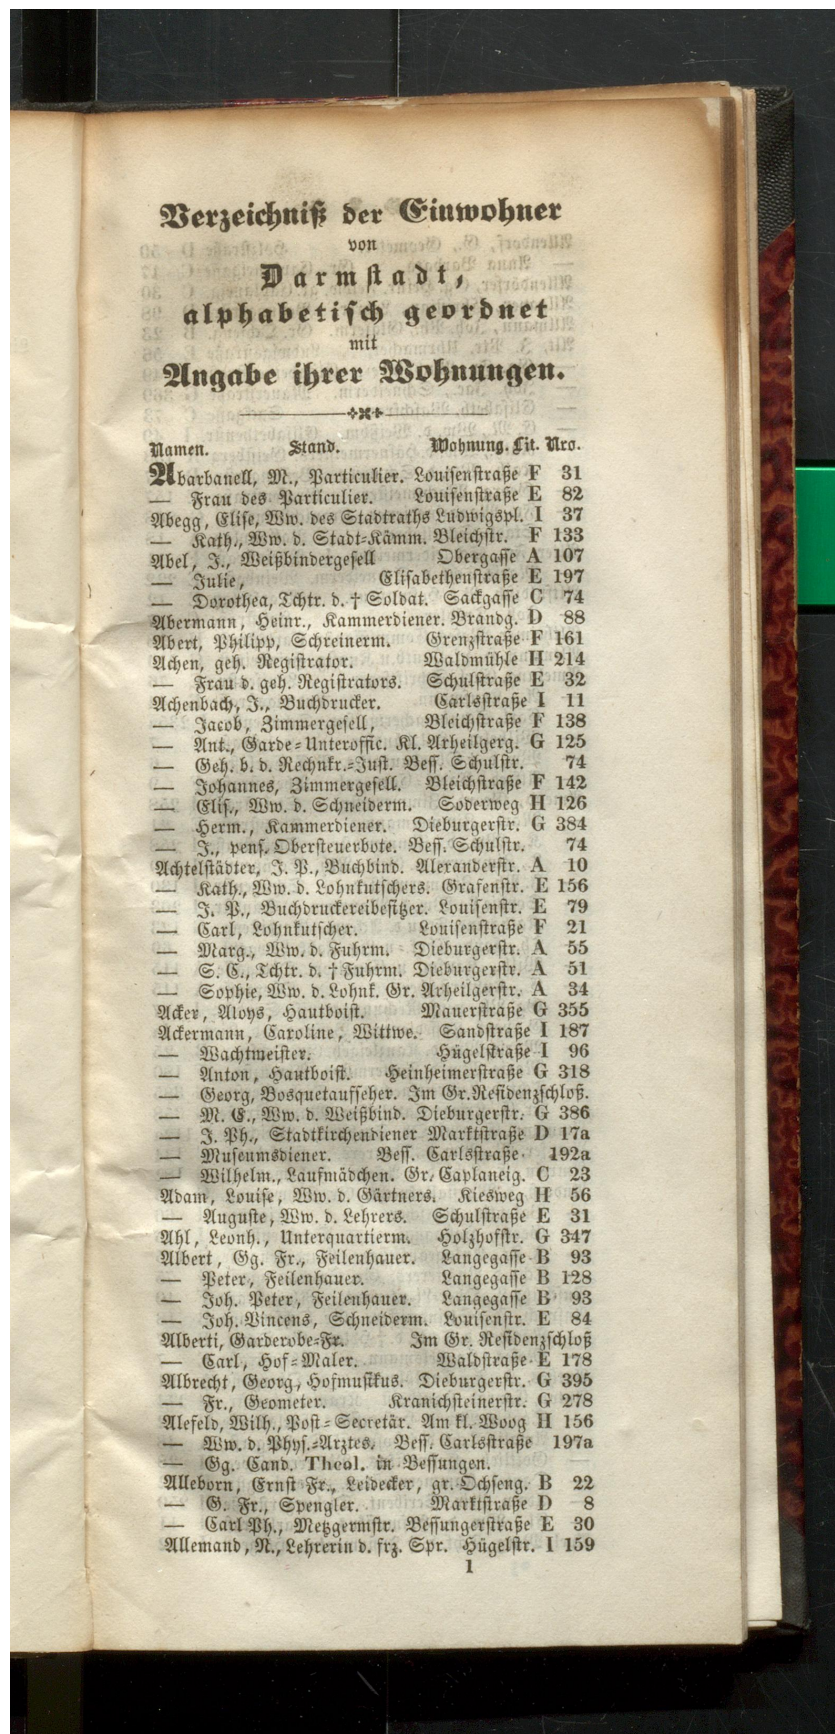 Verzeichniß der Einwohner
von
Darmstadt,
alphabetisch geordnet
mit
Angabe ihrer Wohnungen.
Namen. Stand. Wohnung. Lit. Nro.
Abarbanell, M., Particulier. Louisenstraße F 31
— Frau des Particulier. Louisenstraße E 82
Abegg, Elise, Ww. des Stadtraths Ludwigspl. I 37
— Kath., Ww. d. Stadt-Kämm. Bleichstr. F 133
Abel, J., Weißbindergesell Obergasse A 107
— Julie, Elisabethenstraße E 197
— Dorothea, Tchtr. d. † Soldat. Sackgasse C 74
Abermann, Heinr., Kammerdiener. Brandg. D 88
Abert, Philipp, Schreinerm. Grenzstraße F 161
Achen, geh. Registrator. Waldmühle H 214
— Frau d. geh. Registrators. Schulstraße E 32
Achenbach, J., Buchdrucker. Carlsstraße I 11
— Jacob, Zimmergesell, Bleichstraße F 138
— Ant., Garde-Unteroffic. Kl. Arheilgerg. G 125
— Geh. b. d. Rechnkr.-Just. Bess. Schulstr. 74
— Johannes, Zimmergesell. Bleichstraße F 142
— Elis., Ww. d. Schneiderm. Soderweg H 126
— Herm., Kammerdiener. Dieburgerstr. G 384
— J., pens. Obersteuerbote. Bess. Schulstr. 74
Achtelstädter, J. P., Buchbind. Alexanderstr. A 10
— Kath., Ww. d. Lohnkutschers. Grafenstr. E 156
— J. P., Buchdruckereibesitzer. Louisenstr. E 79
— Carl, Lohnkutscher. Louisenstraße F 21
— Marg., Ww. d. Fuhrm. Dieburgerstr. A 55
— S. C., Tchtr. d. † Fuhrm. Dieburgerstr. A 51
— Sophie, Ww. d. Lohnk. Gr. Arheilgerstr. A 34
Acker, Aloys, Hautboist. Mauerstraße G 355
Ackermann, Caroline, Wittwe. Sandstraße I 187
— Wachtmeister. Hügelstraße I 96
— Anton, Hautboist. Heinheimerstraße G 318
— Georg, Bosquetaufseher. Im Gr. Residenzschloß.
— M. E., Ww. d. Weißbind. Dieburgerstr. G 386
— J. Ph., Stadtkirchendiener Marktstraße D 17a
— Museumsdiener. Bess. Carlsstraße 192a
— Wilhelm., Laufmädchen. Gr. Caplaneig. C 23
Adam, Louise, Ww. d. Gärtners. Kiesweg H 56
— Auguste, Ww. d. Lehrers. Schulstraße E 31
Ahl, Leonh., Unterquartierm. Holzhofstr. G 347
Albert, Gg. Fr., Feilenhauer. Langegasse B 93
— Peter, Feilenhauer. Langegasse B 128
— Joh. Peter, Feilenhauer. Langegasse B 93
— Joh. Vincens, Schneiderm. Louisenstr. E 84
Alberti, Garderobe-Fr. Im Gr. Residenzschloß
— Carl, Hof-Maler. Waldstraße E 178
Albrecht, Georg, Hofmusikus. Dieburgerstr. G 395
— Fr., Geometer. Kranichsteinerstr. G 278
Alefeld, Wilh., Post-Secretär. Am kl. Woog H 156
— Ww. d. Phys.-Arztes. Bess. Carlsstraße 197a
— Gg. Cand. Theol. in Bessungen.
Alleborn, Ernst Fr., Leidecker, gr. Ochseng. B 22
— G. Fr., Spengler. Marktstraße D 8
— Carl Ph., Metzgermstr. Bessungerstraße E 30
Allemand, N., Lehrerin d. frz. Spr. Hügelstr. I 159
1